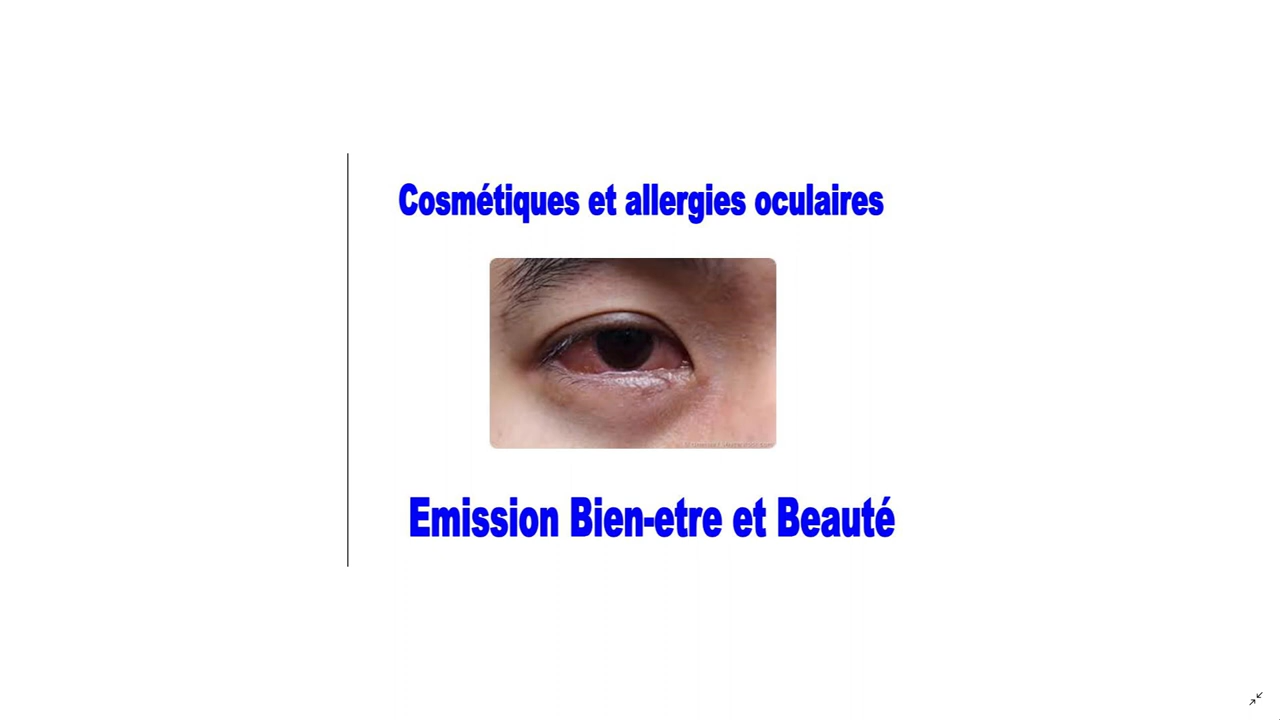 Cosmétiques et allergies oculaires
Emission Bien-etre et Beauté